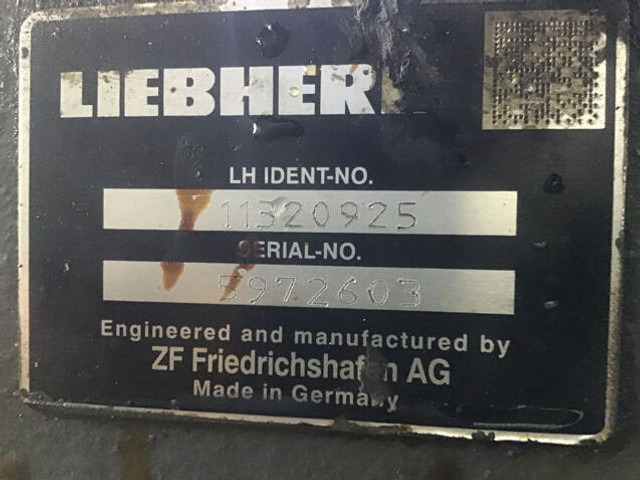 LIEBHERR
LH IDENT-NO.
11320925
SERIAL-NO.
5972603
Engineered and manufactured by
ZF Friedrichshafen AG
Made in Germany